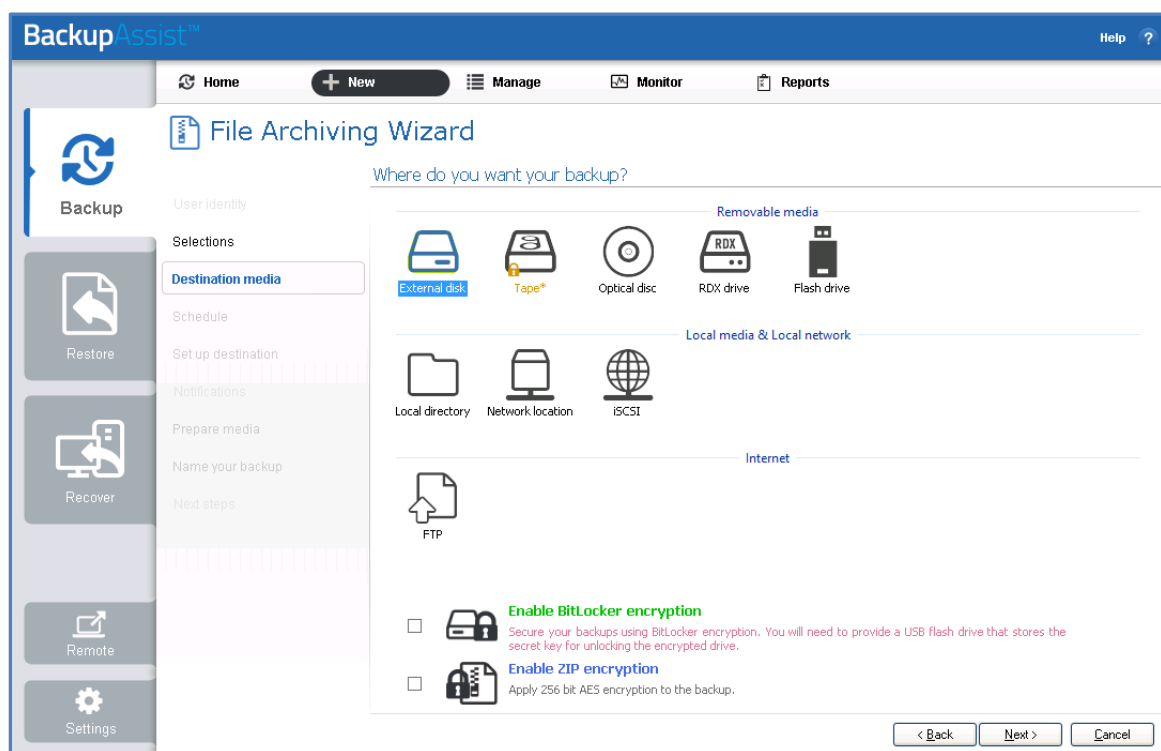 BackupAssist™
Help ?
Home
New
Manage
Monitor
Reports
File Archiving Wizard
Where do you want your backup?
Backup
Restore
Recover
Remote
Settings
User identity
Selections
Destination media
Schedule
Set up destination
Notifications
Prepare media
Name your backup
Next steps
Removable media
RDX
External disk
Tape*
Optical disc
RDX drive
Flash drive
Local media & Local network
Local directory
Network location
iSCSI
Internet
FTP
Enable BitLocker encryption
Secure your backups using BitLocker encryption. You will need to provide a USB flash drive that stores the
secret key for unlocking the encrypted drive.
Enable ZIP encryption
Apply 256 bit AES encryption to the backup.
< Back
Next >
Cancel